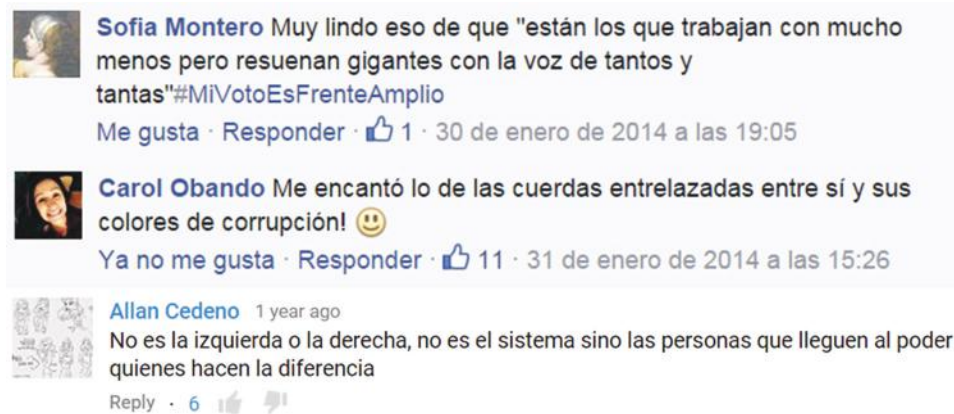 Sofia Montero Muy lindo eso de que "están los que trabajan con mucho
menos pero resuenan gigantes con la voz de tantos y
tantas"#MiVotoEsFrenteAmplio
Me gusta · Responder · 1 · 30 de enero de 2014 a las 19:05
Carol Obando Me encantó lo de las cuerdas entrelazadas entre sí y sus
colores de corrupción!
Ya no me gusta · Responder · 11 · 31 de enero de 2014 a las 15:26
Allan Cedeno 1 year ago
No es la izquierda o la derecha, no es el sistema sino las personas que lleguen al poder
quienes hacen la diferencia
Reply · 6